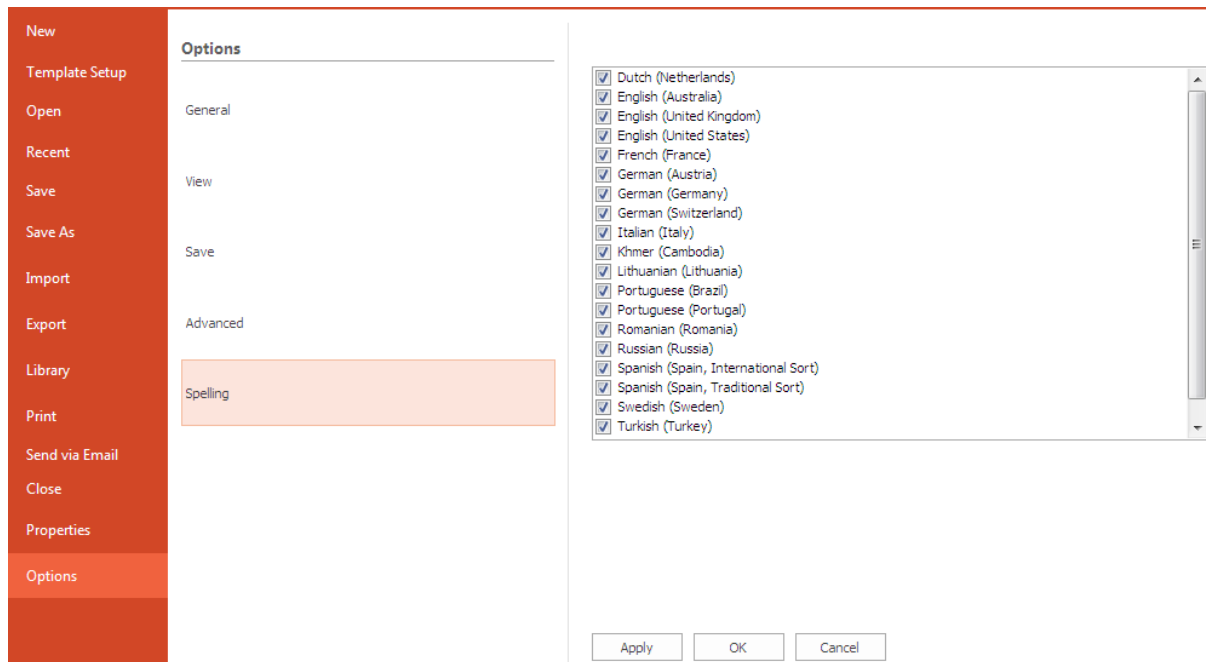 New
Template Setup
Open
Recent
Save
Save As
Import
Export
Library
Print
Send via Email
Close
Properties
Options
Options
General
View
Save
Advanced
Spelling
Dutch (Netherlands)
English (Australia)
English (United Kingdom)
English (United States)
French (France)
German (Austria)
German (Germany)
German (Switzerland)
Italian (Italy)
Khmer (Cambodia)
Lithuanian (Lithuania)
Portuguese (Brazil)
Portuguese (Portugal)
Romanian (Romania)
Russian (Russia)
Spanish (Spain, International Sort)
Spanish (Spain, Traditional Sort)
Swedish (Sweden)
Turkish (Turkey)
Apply OK Cancel